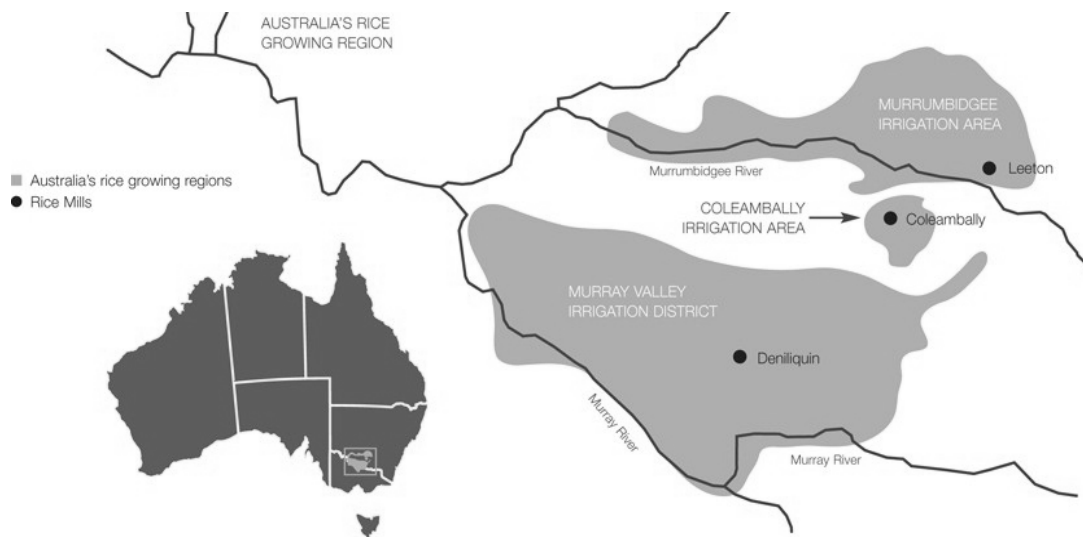 AUSTRALIA'S RICE
GROWING REGION
MURRUMBIDGEE
IRRIGATION AREA
Murrumbidgee River
Leeton
Australia's rice growing regions
Rice Mills
COLEAMBALLY
IRRIGATION AREA
Coleambally
MURRAY VALLEY
IRRIGATION DISTRICT
Deniliquin
Murray River
Murray River